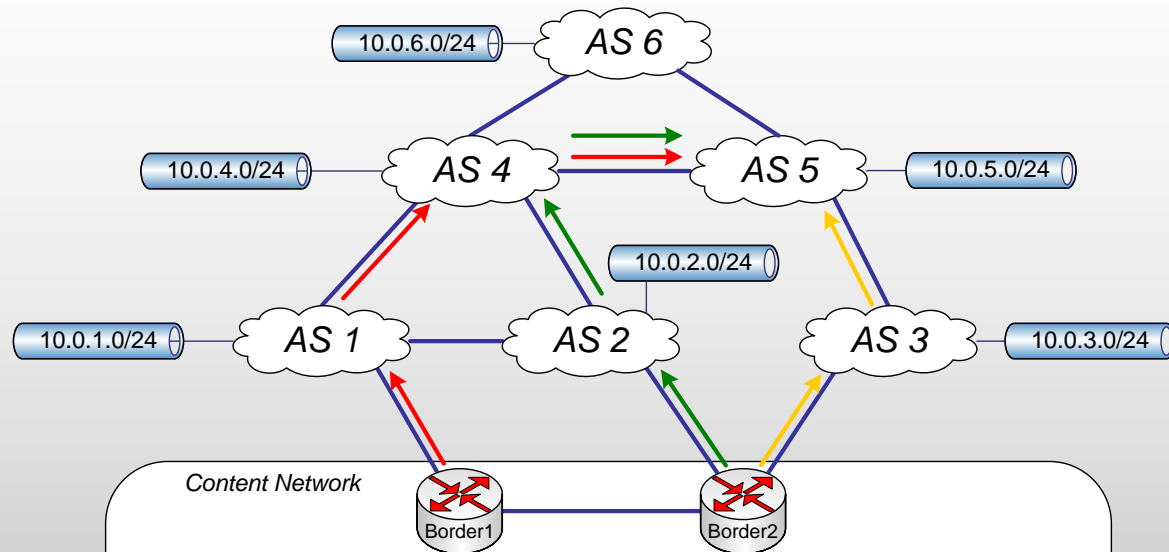 10.0.6.0/24
AS 6
10.0.4.0/24
AS 4
AS 5
10.0.5.0/24
10.0.2.0/24
10.0.1.0/24
AS 1
AS 2
AS 3
10.0.3.0/24
Content Network
Border1
Border2